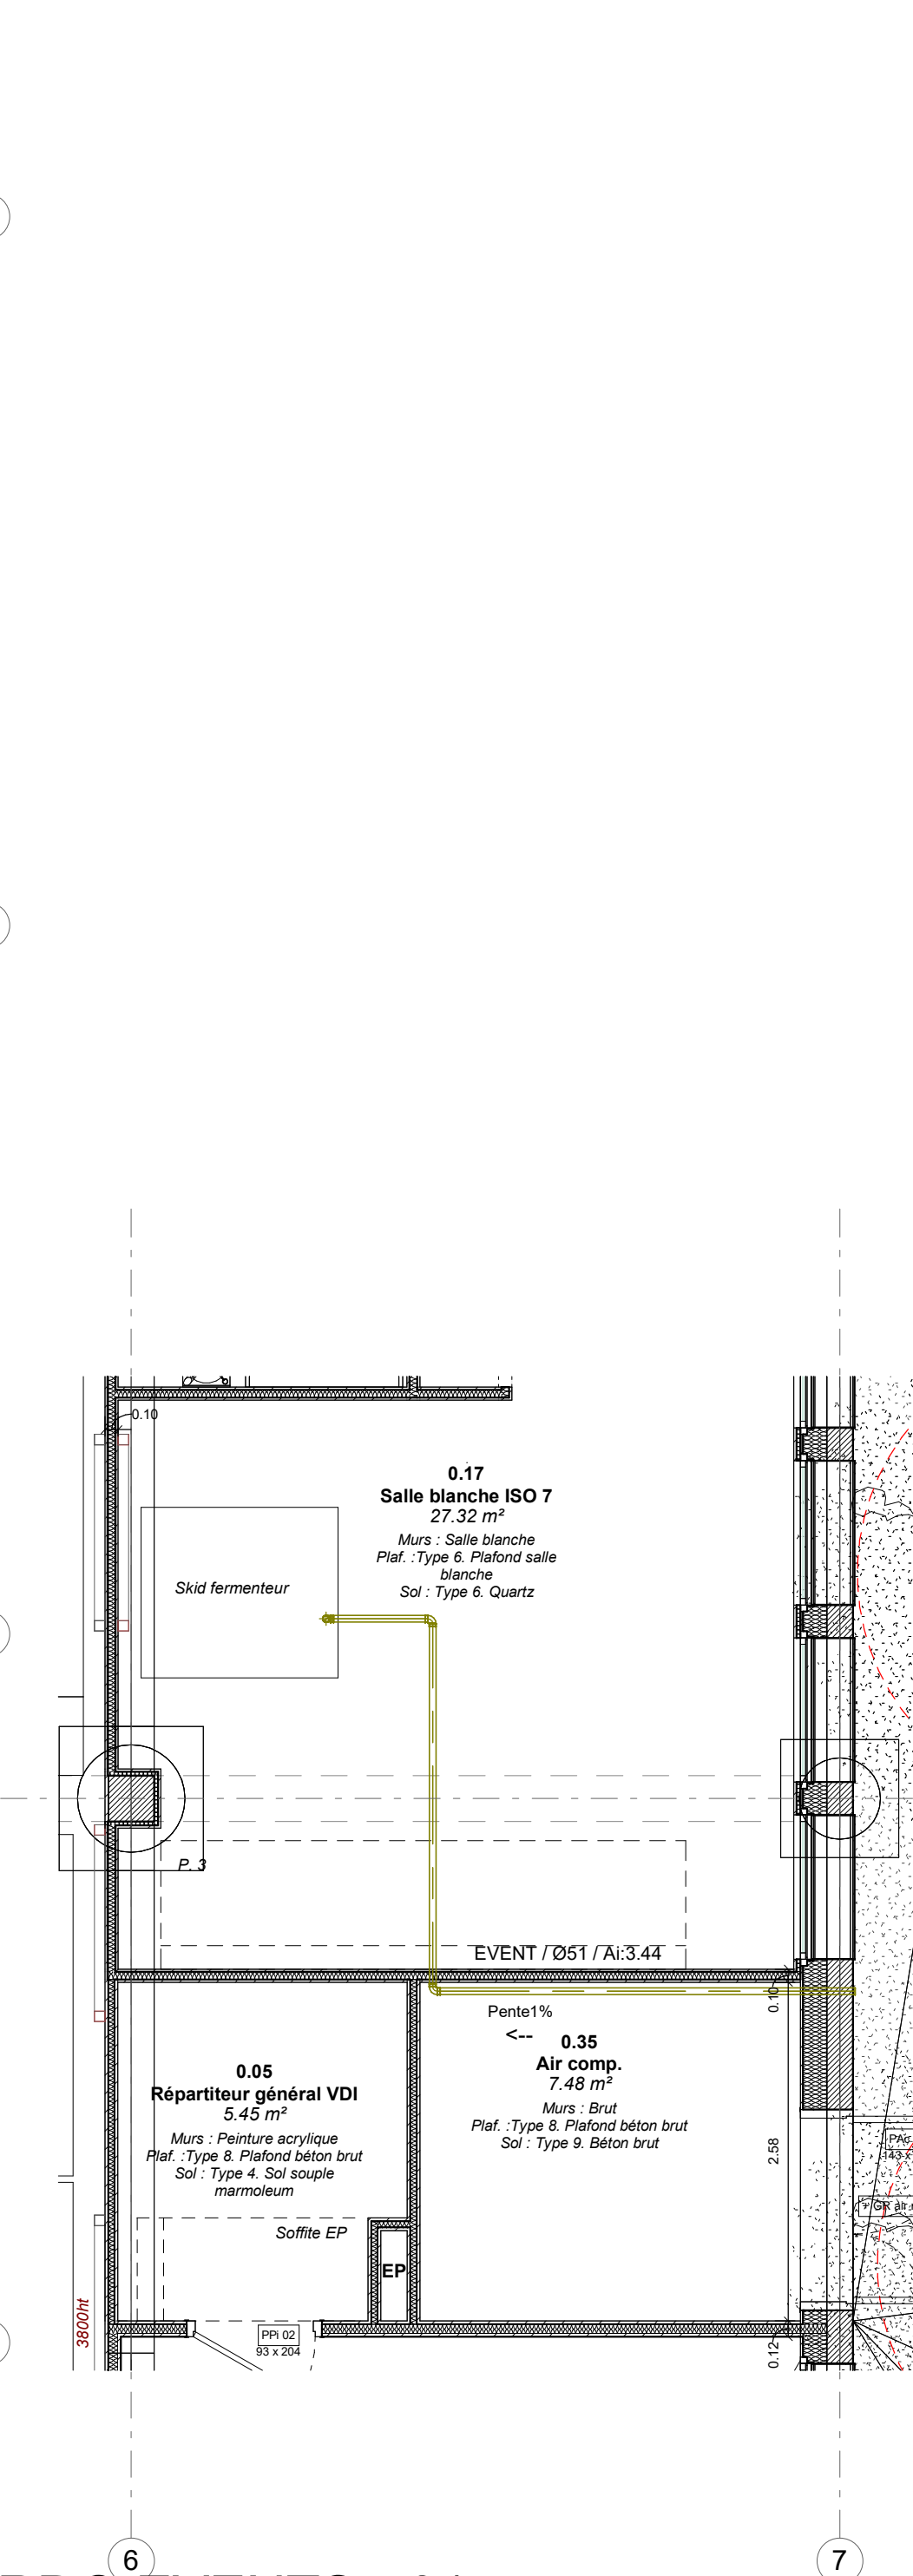 0.10
0.17
Salle blanche ISO 7
27.32 m²
Murs : Salle blanche
Plaf. :Type 6. Plafond salle
blanche
Sol : Type 6. Quartz
Skid fermenteur
P. 3
EVENT / Ø51 / Ai:3.44
0.10
Pente1%
<--
0.35
Air comp.
7.48 m²
Murs : Brut
Plaf. :Type 8. Plafond béton brut
Sol : Type 9. Béton brut
0.05
Répartiteur général VDI
5.45 m²
Murs : Peinture acrylique
Plaf. :Type 8. Plafond béton brut
Sol : Type 4. Sol souple
marmoleum
2.58
PAc
143 x
+ GR air
Soffite EP
EP
3800ht
PPi 02
93 x 204
0.12
6
7